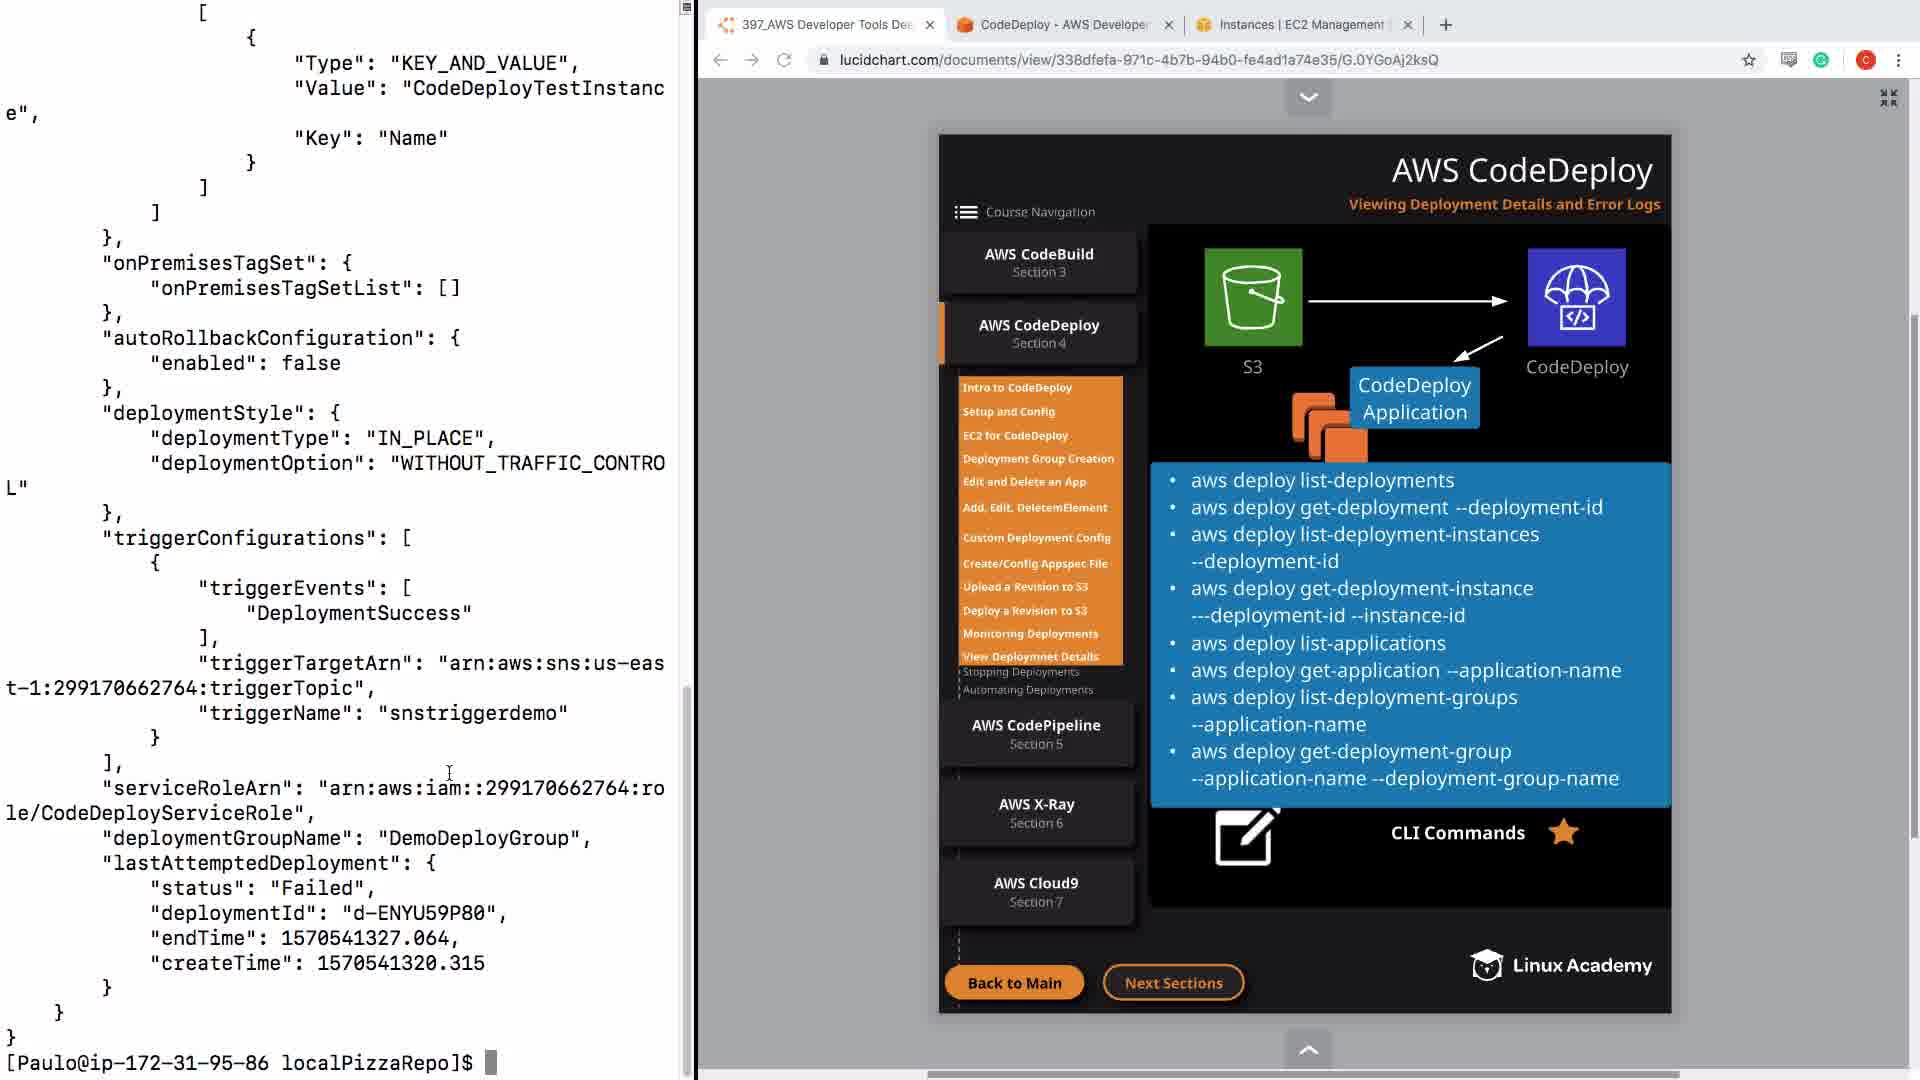 [
{
"Type": "KEY_AND_VALUE",
"Value": "CodeDeployTestInstanc
e",
"Key": "Name"
}
]
]
},
"onPremisesTagSet": {
"onPremisesTagSetList": []
},
"autoRollbackConfiguration": {
"enabled": false
},
"deploymentStyle": {
"deploymentType": "IN_PLACE",
"deploymentOption": "WITHOUT_TRAFFIC_CONTRO
L"
},
"triggerConfigurations": [
{
"triggerEvents": [
"DeploymentSuccess"
],
"triggerTargetArn": "arn:aws:sns:us-eas
t-1:299170662764:triggerTopic",
"triggerName": "snstriggerdemo"
}
],
"serviceRoleArn": "arn:aws:iam::299170662764:ro
le/CodeDeployServiceRole",
"deploymentGroupName": "DemoDeployGroup",
"lastAttemptedDeployment": {
"status": "Failed",
"deploymentId": "d-ENYU59P80",
"endTime": 1570541327.064,
"createTime": 1570541320.315
}
}
}
[Paulo@ip-172-31-95-86 localPizzaRepo]$
397_AWS Developer Tools Dee
CodeDeploy - AWS Developer
Instances | EC2 Management
lucidchart.com/documents/view/338dfefa-971c-4b7b-94b0-fe4ad1a74e35/G.0YGoAj2ksQ
C
AWS CodeDeploy
Viewing Deployment Details and Error Logs
Course Navigation
AWS CodeBuild
Section 3
AWS CodeDeploy
Section 4
Intro to CodeDeploy
Setup and Config
EC2 for CodeDeploy
Deployment Group Creation
Edit and Delete an App
Add, Edit, DeletemElement
Custom Deployment Config
Create/Config Appspec File
Upload a Revision to S3
Deploy a Revision to S3
Monitoring Deployments
View Deploymnet Details
Stopping Deployments
Automating Deployments
AWS CodePipeline
Section 5
AWS X-Ray
Section 6
AWS Cloud9
Section 7
Back to Main
Next Sections
S3
CodeDeploy
CodeDeploy
Application
• aws deploy list-deployments
• aws deploy get-deployment --deployment-id
• aws deploy list-deployment-instances
--deployment-id
• aws deploy get-deployment-instance
---deployment-id --instance-id
• aws deploy list-applications
• aws deploy get-application --application-name
• aws deploy list-deployment-groups
--application-name
• aws deploy get-deployment-group
--application-name --deployment-group-name
CLI Commands
Linux Academy